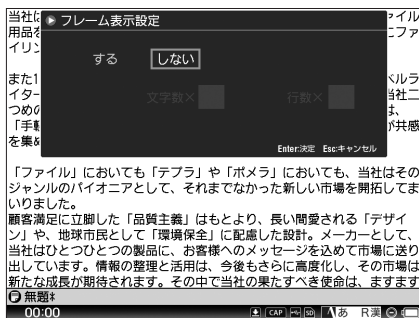 当社は
フレーム表示設定
ァイル
用品を
こファ
イリン
する しない
また1
ベルラ
イター
文字数× 行数×
当社二
つめの
は、
「手軽
が共感
を集め
Enter:決定 Esc:キャンセル
「ファイル」においても「テプラ」や「ポメラ」においても、当社はその
ジャンルのパイオニアとして、それまでなかった新しい市場を開拓してま
いりました。
顧客満足に立脚した「品質主義」はもとより、長い間愛される「デザイ
ン」や、地球市民として「環境保全」に配慮した設計。メーカーとして、
当社はひとつひとつの製品に、お客様へのメッセージを込めて市場に送り
出しています。情報の整理と活用は、今後もさらに高度化し、その市場は
新たな成長が期待されます。その中で当社の果たすべき使命は、ますます
無題*
00:00 CAP SD あ R漢